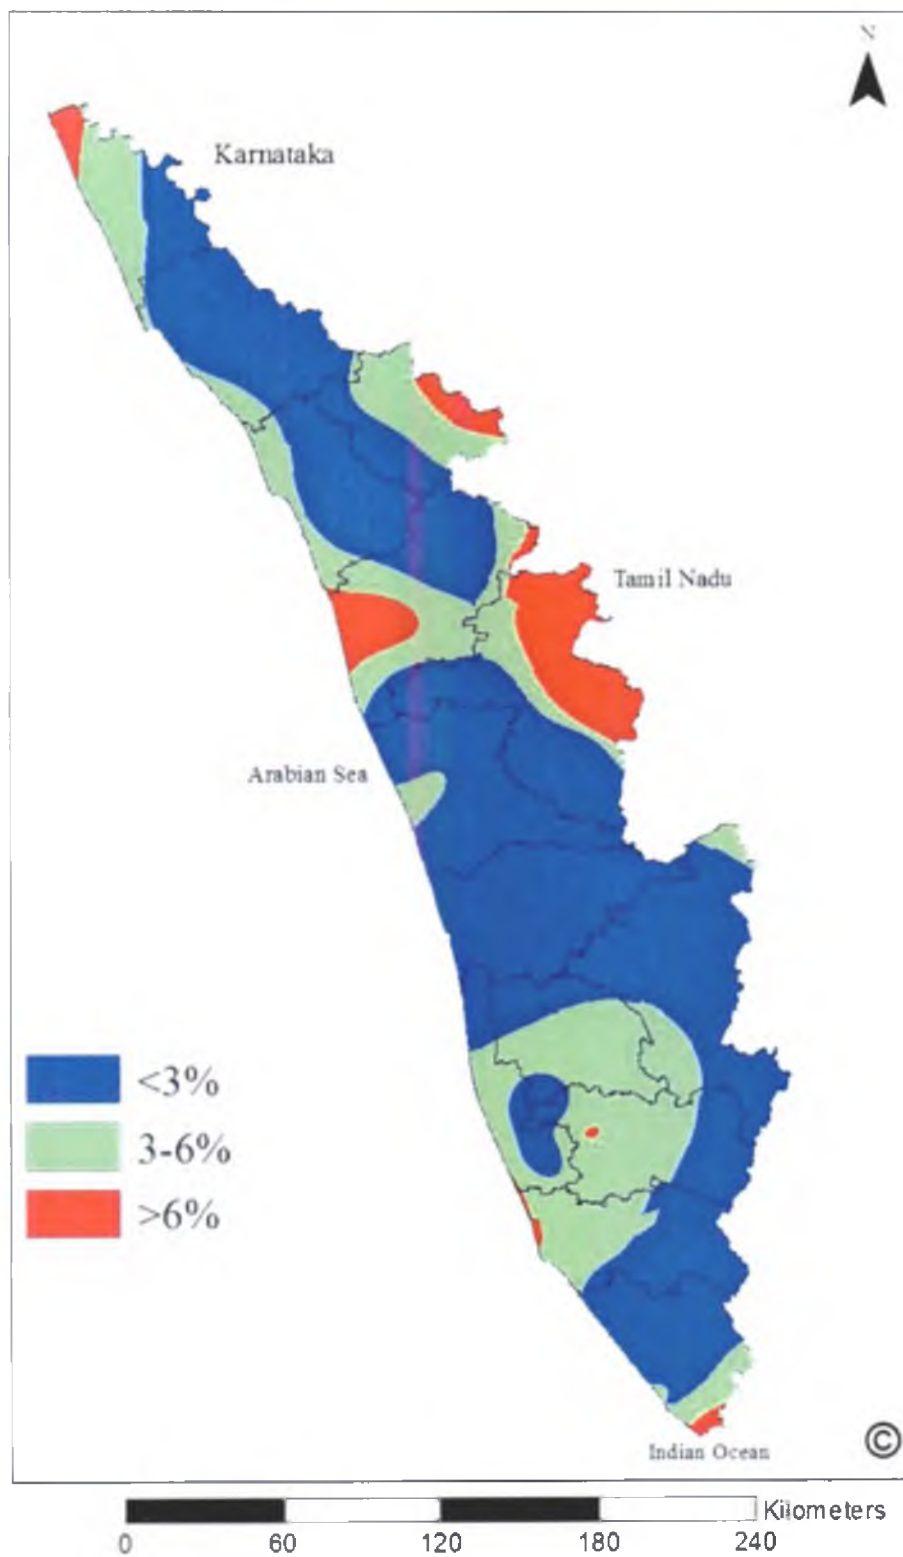 N
Karnataka
Tamil Nadu
Arabian Sea
<3%
3-6%
>6%
Indian Ocean
©
Kilometers
0 60 120 180 240